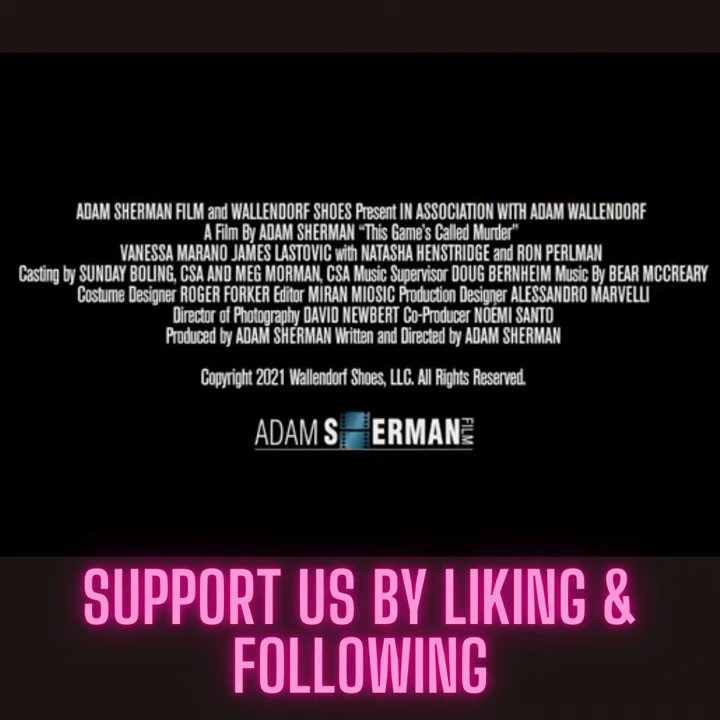 ADAM SHERMAN FILM and WALLENDORF SHOES Present IN ASSOCIATION WITH ADAM WALLENDORF
A Film By ADAM SHERMAN "This Game's Called Murder"
VANESSA MARANO JAMES LASTOVIC with NATASHA HENSTRIDGE and RON PERLMAN
Casting by SUNDAY BOLING, CSA AND MEG MORMAN, CSA Music Supervisor DOUG BERNHEIM Music By BEAR MCCREARY
Costume Designer ROGER FORKER Editor MIRAN MIOSIC Production Designer ALESSANDRO MARVELLI
Director of Photography DAVID NEWBERT Co-Producer NOÉMI SANTO
Produced by ADAM SHERMAN Written and Directed by ADAM SHERMAN
Copyright 2021 Wallendorf Shoes, LLC. All Rights Reserved.
ADAM SHERMAN FILM
SUPPORT US BY LIKING &
FOLLOWING